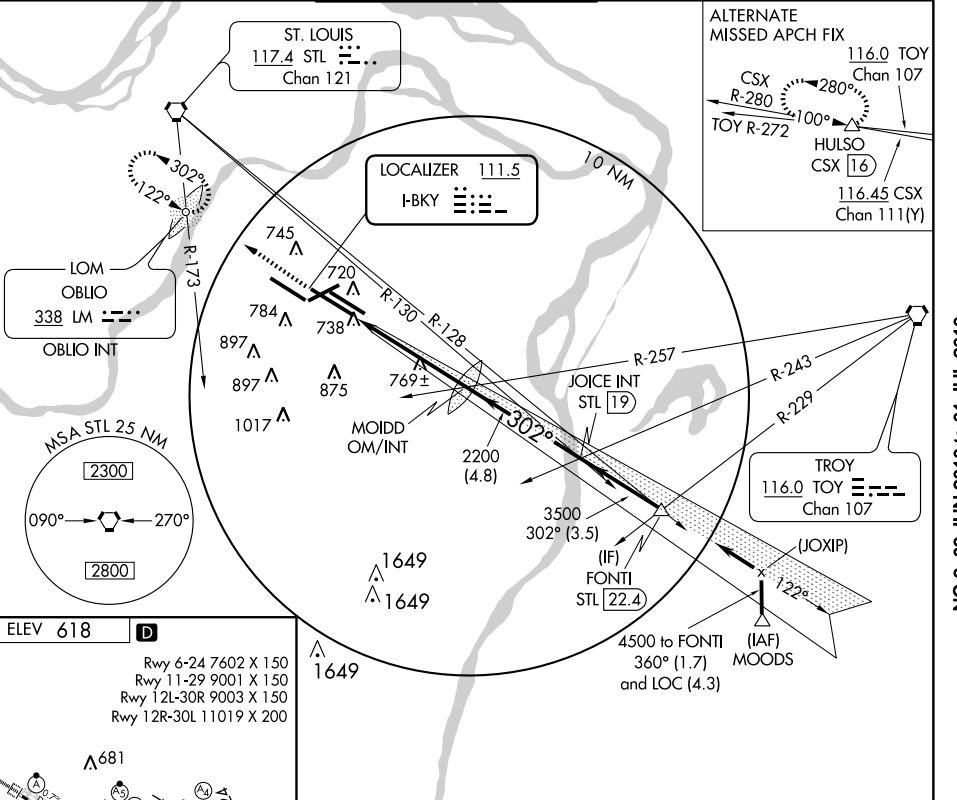 ST. LOUIS
117.4 STL
Chan 121
ALTERNATE
MISSED APCH FIX
116.0 TOY
Chan 107
CSX
R-280
280°
100°
TOY R-272
HULSO
CSX 16
116.45 CSX
Chan 111(Y)
10 NM
LOCALIZER 111.5
I-BKY
302°
122°
R-173
LOM
OBLIO
338 LM
OBLIO INT
745
720
784
738
897
897
875
1017
769±
R-130
R-128
R-257
R-243
R-229
JOICE INT
STL 19
MOIDD
OM/INT
302°
2200
(4.8)
3500
302° (3.5)
(IF)
FONTI
STL 22.4
TROY
116.0 TOY
Chan 107
(JOXIP)
122°
(IAF)
MOODS
4500 to FONTI
360° (1.7)
and LOC (4.3)
MSA STL 25 NM
2300
090°
270°
2800
1649
1649
1649
ELEV 618
D
Rwy 6-24 7602 X 150
Rwy 11-29 9001 X 150
Rwy 12L-30R 9003 X 150
Rwy 12R-30L 11019 X 200
681
A
A5
A4